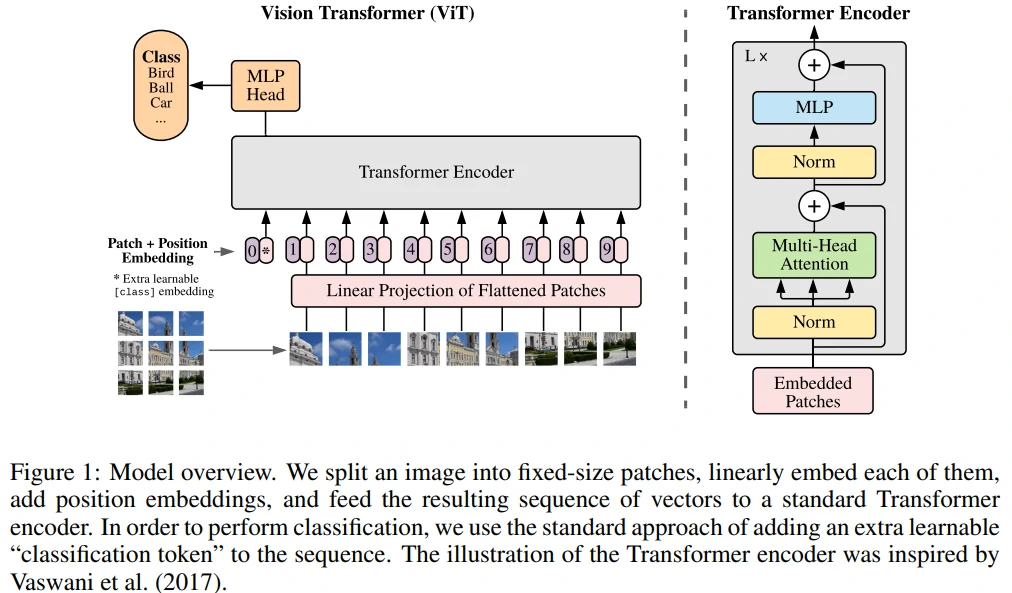 Vision Transformer (ViT)
Class
Bird
Ball
Car
...
MLP
Head
Transformer Encoder
Patch + Position
Embedding
* Extra learnable
[class] embedding
0 * 1 2 3 4 5 6 7 8 9
Linear Projection of Flattened Patches
Transformer Encoder
L x
+
MLP
Norm
+
Multi-Head
Attention
Norm
Embedded
Patches
Figure 1: Model overview. We split an image into fixed-size patches, linearly embed each of them,
add position embeddings, and feed the resulting sequence of vectors to a standard Transformer
encoder. In order to perform classification, we use the standard approach of adding an extra learnable
“classification token” to the sequence. The illustration of the Transformer encoder was inspired by
Vaswani et al. (2017).